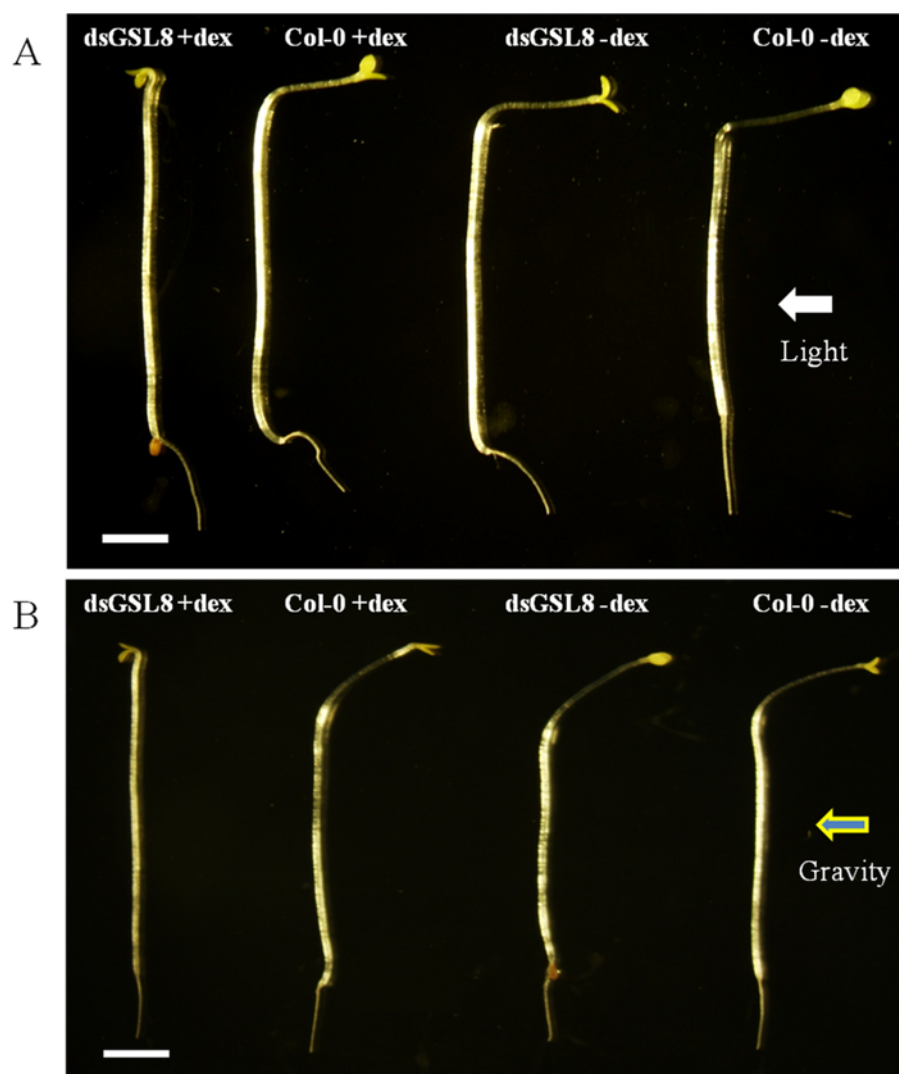 A
dsGSL8 +dex Col-0 +dex dsGSL8 -dex Col-0 -dex
Light
B
dsGSL8 +dex Col-0 +dex dsGSL8 -dex Col-0 -dex
Gravity